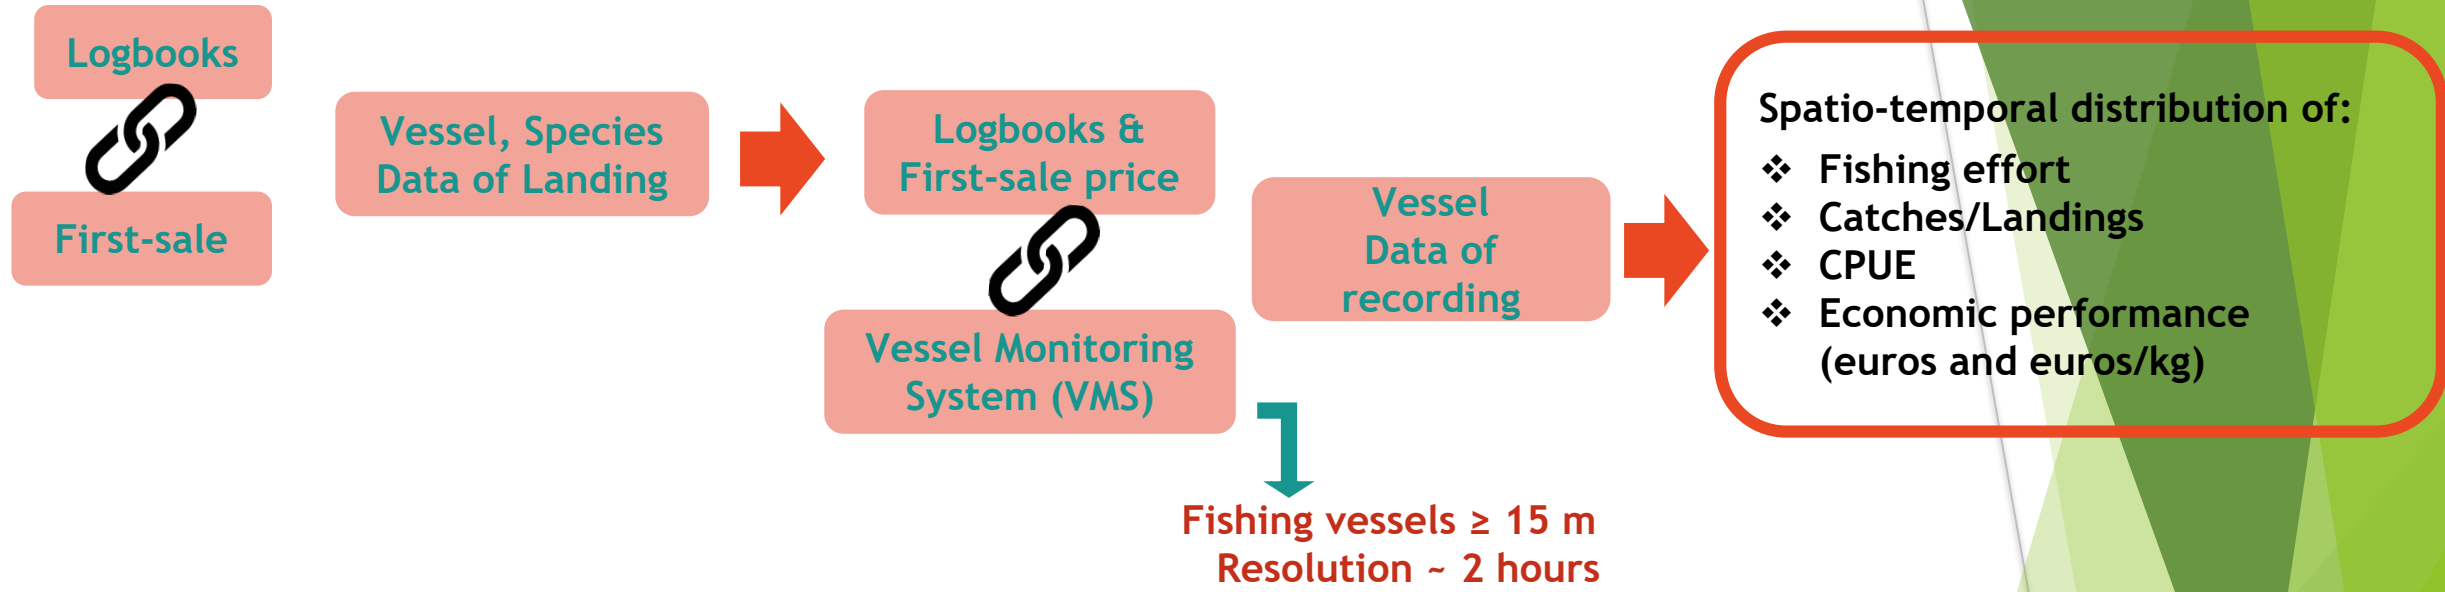 Logbooks
First-sale
Vessel, Species
Data of Landing
Logbooks &
First-sale price
Vessel Monitoring
System (VMS)
Vessel
Data of
recording
Fishing vessels ≥ 15 m
Resolution ~ 2 hours
Spatio-temporal distribution of:
❖ Fishing effort
❖ Catches/Landings
❖ CPUE
❖ Economic performance
(euros and euros/kg)